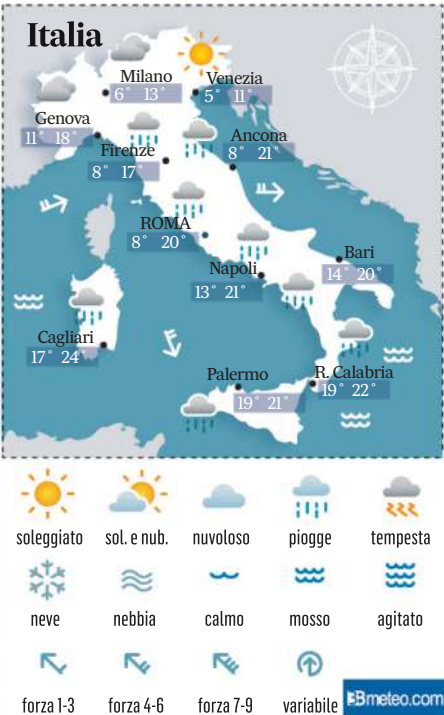 Italia
Milano
6° 13°
Venezia
5° 11°
Genova
11° 18°
Firenze
8° 17°
Ancona
8° 21°
ROMA
8° 20°
Napoli
13° 21°
Bari
14° 20°
Cagliari
17° 24°
Palermo
19° 21°
R. Calabria
19° 22°
soleggiato sol. e nub. nuvoloso piogge tempesta
neve nebbia calmo mosso agitato
forza 1-3 forza 4-6 forza 7-9 variabile
3Bmeteo.com